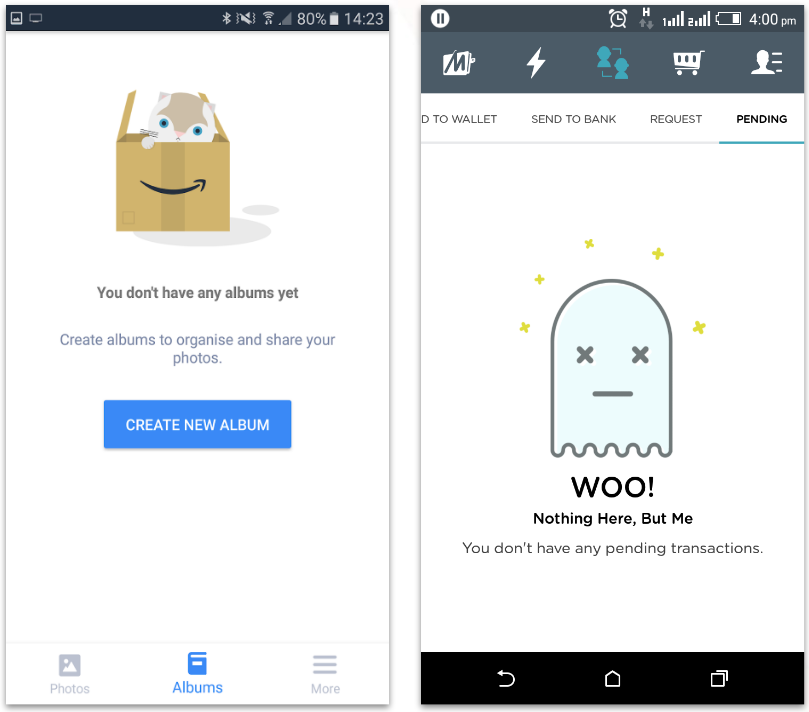 80% 14:23
You don't have any albums yet
Create albums to organise and share your
photos.
CREATE NEW ALBUM
Photos
Albums
More
H
4:00 pm
M
D TO WALLET
SEND TO BANK
REQUEST
PENDING
WOO!
Nothing Here, But Me
You don't have any pending transactions.